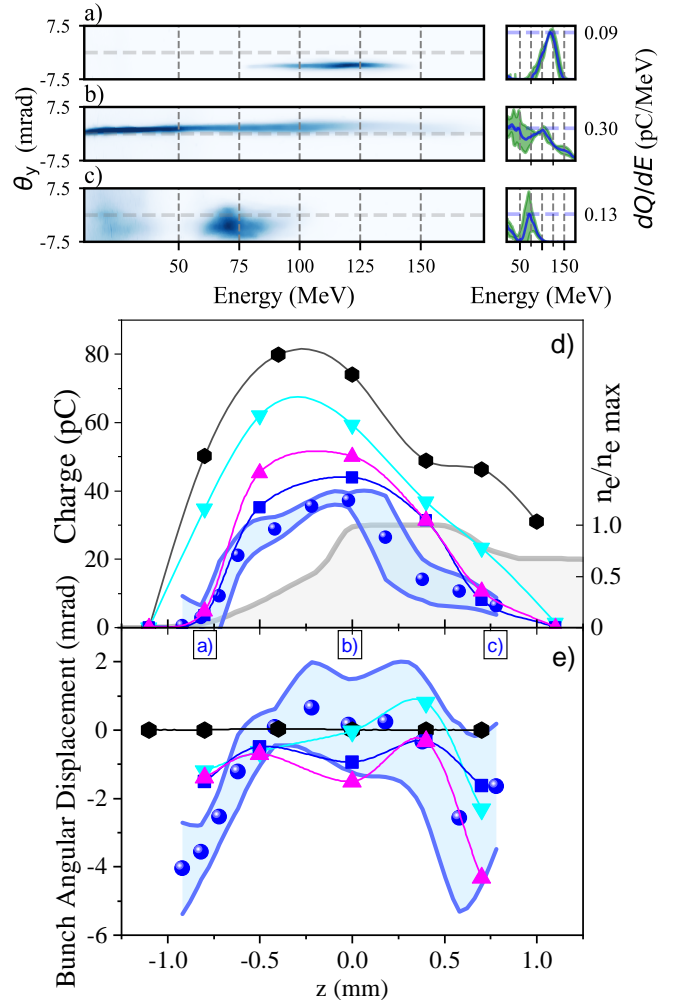 a)
7.5
-7.5
0.09
b)
7.5
-7.5
0.30
c)
7.5
-7.5
0.13
θy (mrad)
dQ/dE (pC/MeV)
50 75 100 125 150
50 150
Energy (MeV)
Energy (MeV)
d)
80
60
40
20
0
Charge (pC)
1.0
0.5
0
ne/ne max
a) b) c)
e)
2
0
-2
-4
-6
Bunch Angular Displacement (mrad)
-1.0 -0.5 0.0 0.5 1.0
z (mm)